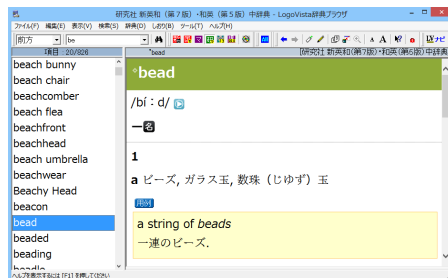 研究社 新英和(第7版)・和英(第5版)中辞典 - LogoVista辞典ブラウザ
ファイル(F) 編集(E) 表示(V) 検索(S) 辞典(D) しおり(B) ツール(T) ヘルプ(H)
前方 be
項目 :20/826 *bead [研究社 新英和(第7版)・和英(第5版)中辞典
beach bunny
beach chair
beachcomber
beach flea
beachfront
beachhead
beach umbrella
beachwear
Beachy Head
beacon
bead
beaded
beading
beadle
*bead
/bíːd/
━名
1
a ビーズ, ガラス玉, 数珠(じゆず)玉
用例
a string of beads
一連のビーズ.
ヘルプを表示するには [F1] を押してください